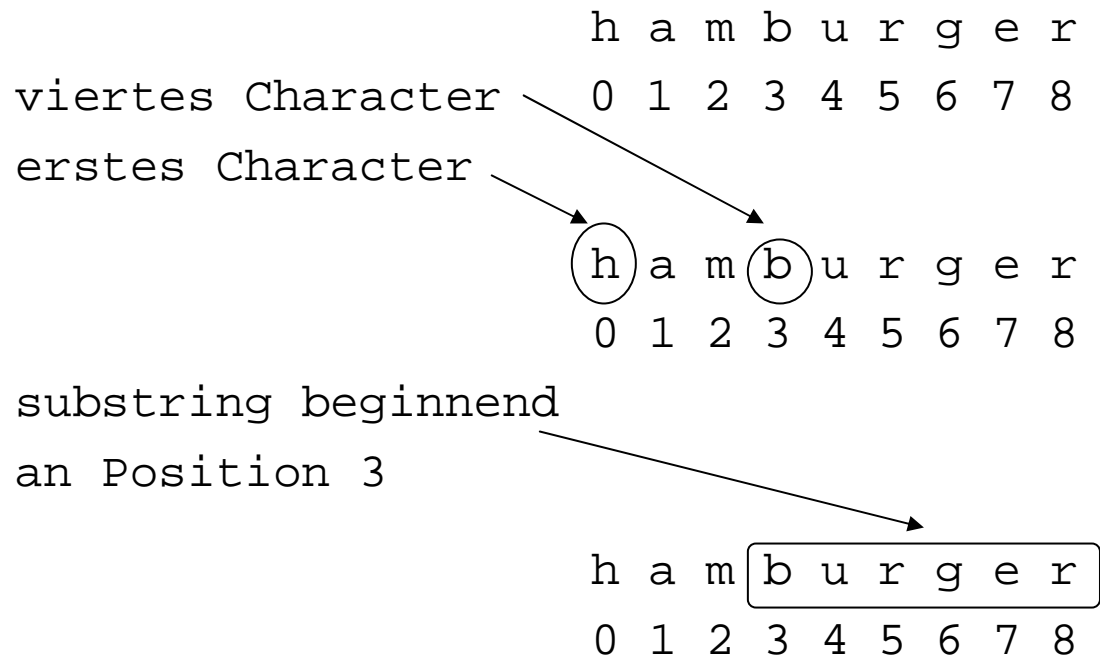 h a m b u r g e r
viertes Character 0 1 2 3 4 5 6 7 8
erstes Character
h a m b u r g e r
0 1 2 3 4 5 6 7 8
substring beginnend
an Position 3
h a m b u r g e r
0 1 2 3 4 5 6 7 8